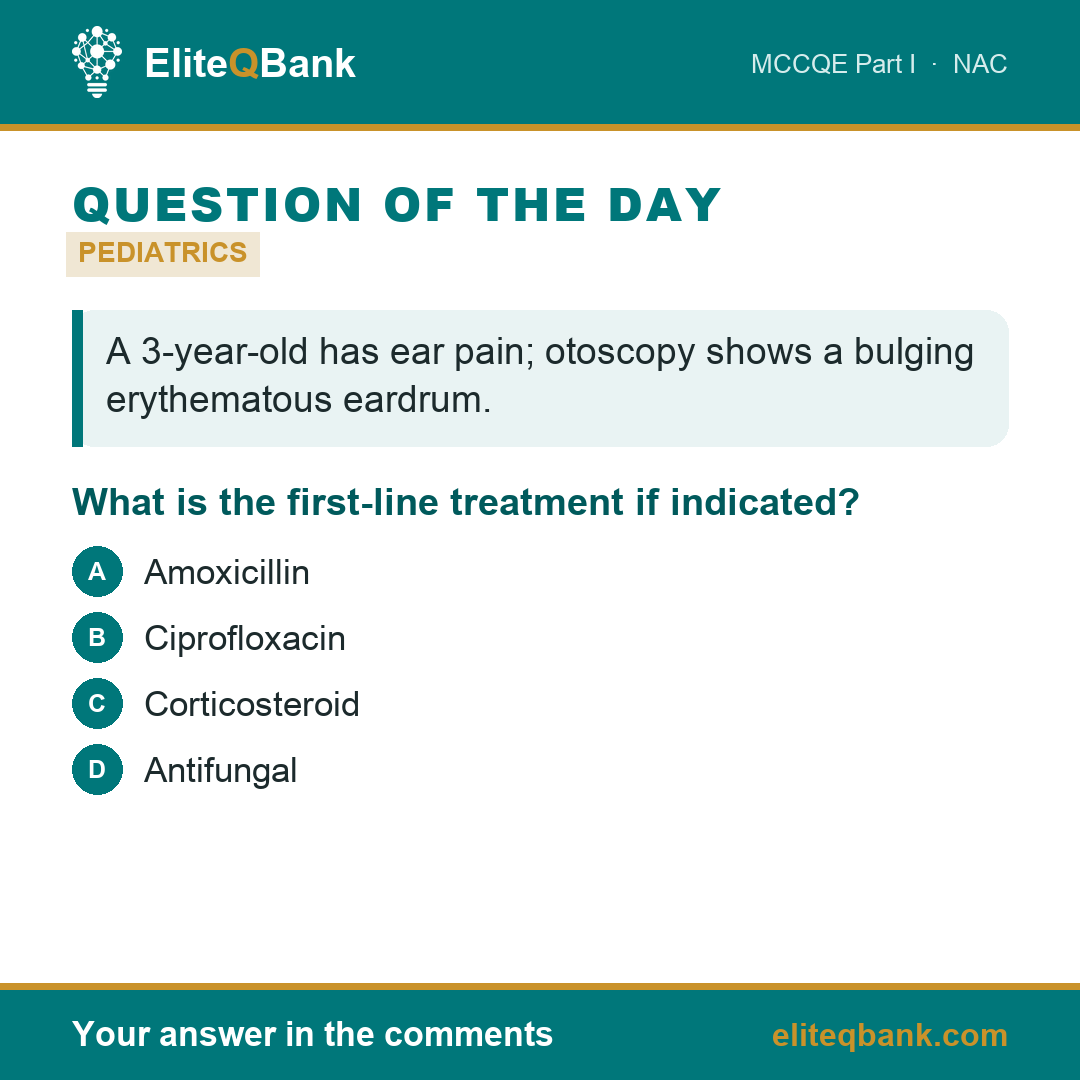 EliteQBank
MCCQE Part I · NAC
QUESTION OF THE DAY
PEDIATRICS
A 3-year-old has ear pain; otoscopy shows a bulging
erythematous eardrum.
What is the first-line treatment if indicated?
A Amoxicillin
B Ciprofloxacin
C Corticosteroid
D Antifungal
Your answer in the comments
eliteqbank.com